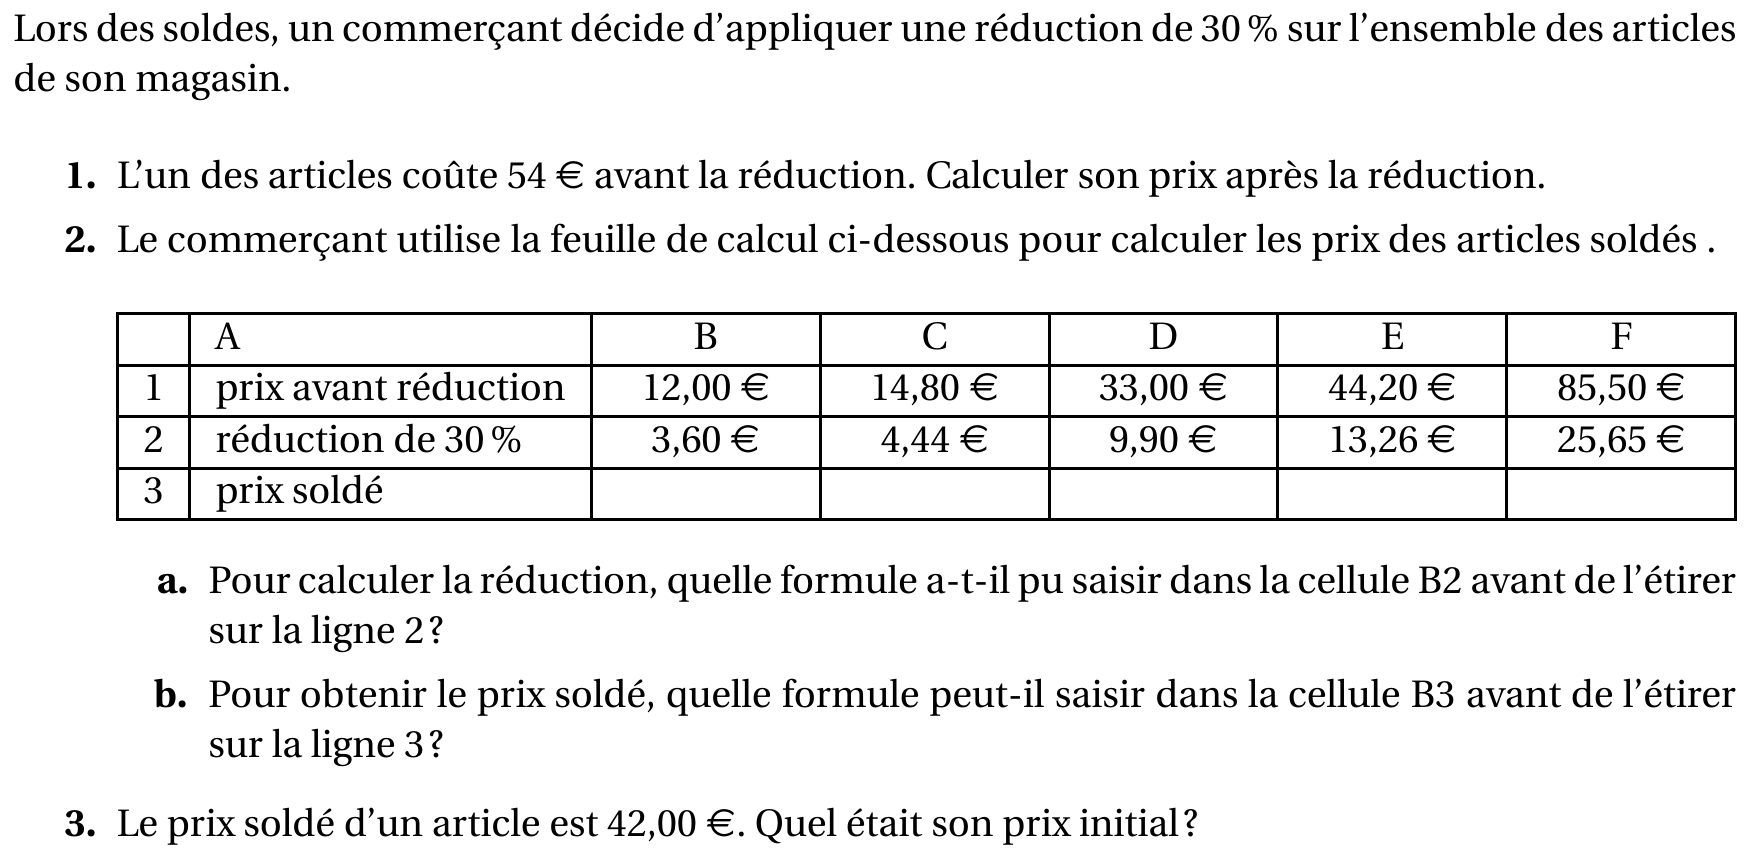 Lors des soldes, un commerçant décide d’appliquer une réduction de 30 % sur l’ensemble des articles
de son magasin.
1. L’un des articles coûte 54 € avant la réduction. Calculer son prix après la réduction.
2. Le commerçant utilise la feuille de calcul ci-dessous pour calculer les prix des articles soldés .
A B C D E F
1 prix avant réduction 12,00 € 14,80 € 33,00 € 44,20 € 85,50 €
2 réduction de 30 % 3,60 € 4,44 € 9,90 € 13,26 € 25,65 €
3 prix soldé
a. Pour calculer la réduction, quelle formule a-t-il pu saisir dans la cellule B2 avant de l’étirer
sur la ligne 2 ?
b. Pour obtenir le prix soldé, quelle formule peut-il saisir dans la cellule B3 avant de l’étirer
sur la ligne 3 ?
3. Le prix soldé d’un article est 42,00 €. Quel était son prix initial ?